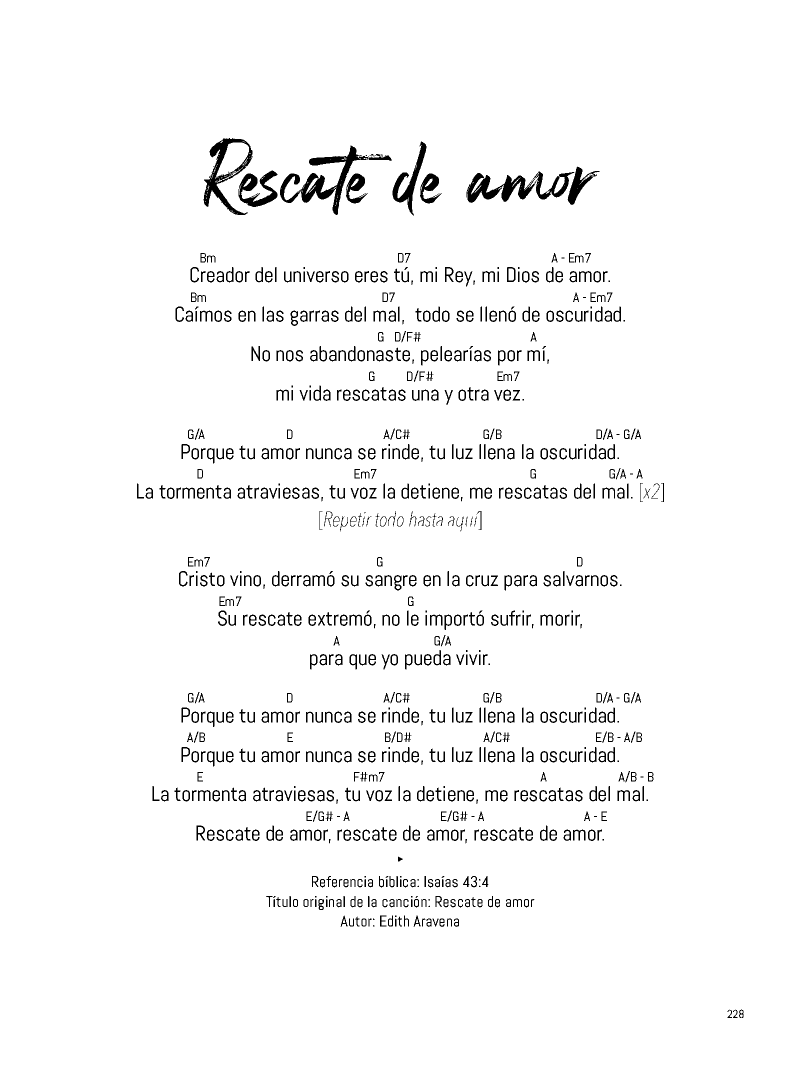 Rescate de amor
Bm D7 A - Em7
Creador del universo eres tú, mi Rey, mi Dios de amor.
Bm D7 A - Em7
Caímos en las garras del mal, todo se llenó de oscuridad.
G D/F# A
No nos abandonaste, pelearías por mí,
G D/F# Em7
mi vida rescatas una y otra vez.
G/A D A/C# G/B D/A - G/A
Porque tu amor nunca se rinde, tu luz llena la oscuridad.
D Em7 G G/A - A
La tormenta atraviesas, tu voz la detiene, me rescatas del mal. [x2]
[Repetir todo hasta aquí]
Em7 G D
Cristo vino, derramó su sangre en la cruz para salvarnos.
Em7 G
Su rescate extremó, no le importó sufrir, morir,
A G/A
para que yo pueda vivir.
G/A D A/C# G/B D/A - G/A
Porque tu amor nunca se rinde, tu luz llena la oscuridad.
A/B E B/D# A/C# E/B - A/B
Porque tu amor nunca se rinde, tu luz llena la oscuridad.
E F#m7 A A/B - B
La tormenta atraviesas, tu voz la detiene, me rescatas del mal.
E/G# - A E/G# - A A - E
Rescate de amor, rescate de amor, rescate de amor.
Referencia bíblica: Isaías 43:4
Título original de la canción: Rescate de amor
Autor: Edith Aravena
228